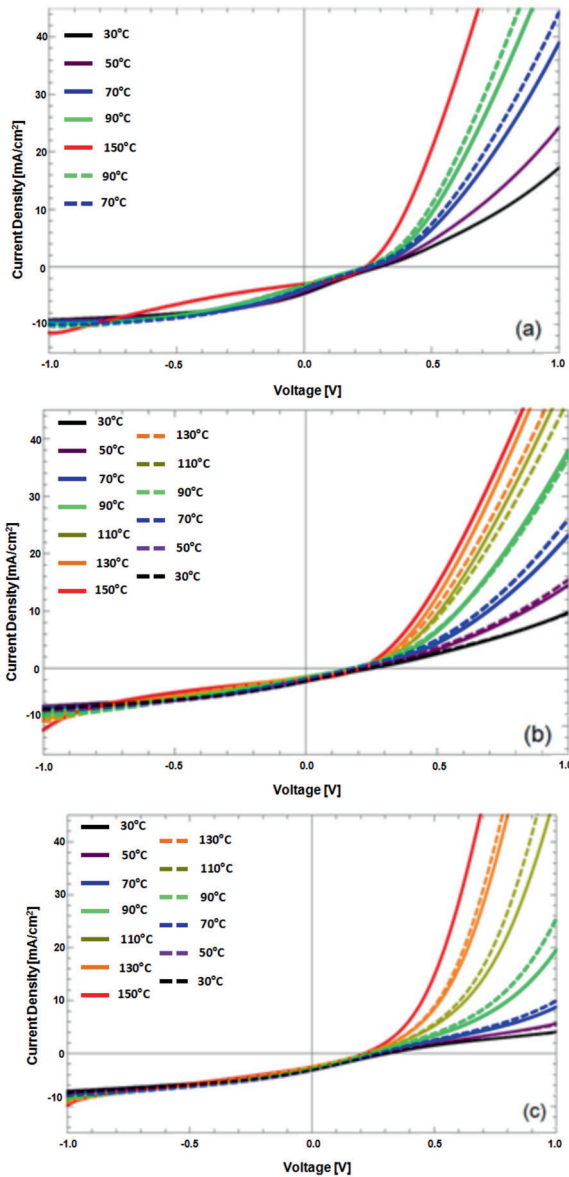 40
30°C
50°C
30
70°C
90°C
20
150°C
90°C
10
70°C
0
-10
(a)
-1.0 -0.5 0.0 0.5 1.0
Current Density[mA/cm²]
Voltage [V]
40
30°C 130°C
50°C 110°C
30
70°C 90°C
90°C 70°C
20
110°C 50°C
130°C 30°C
10
150°C
0
-10
(b)
-1.0 -0.5 0.0 0.5 1.0
Current Density[mA/cm²]
Voltage [V]
40
30°C 130°C
50°C 110°C
30
70°C 90°C
90°C 70°C
20
110°C 50°C
130°C 30°C
10
150°C
0
-10
(c)
-1.0 -0.5 0.0 0.5 1.0
Current Density[mA/cm²]
Voltage [V]